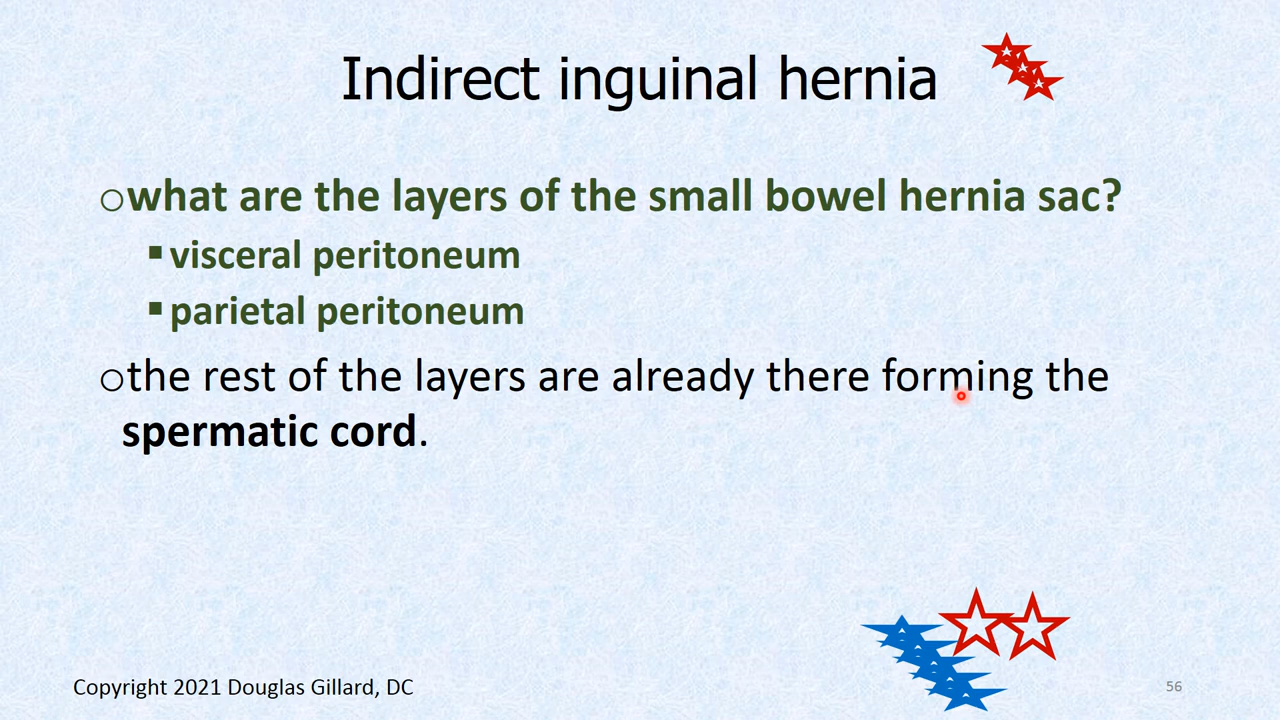 Indirect inguinal hernia
○what are the layers of the small bowel hernia sac?
▪visceral peritoneum
▪parietal peritoneum
○the rest of the layers are already there forming the
spermatic cord.
Copyright 2021 Douglas Gillard, DC
56